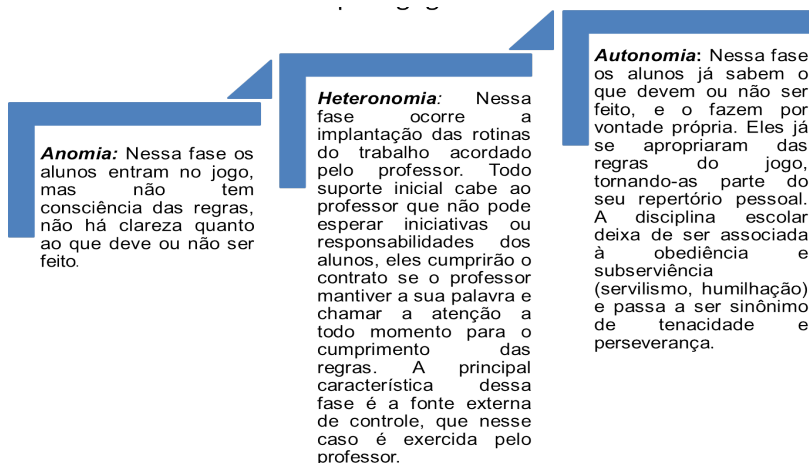 Anomia: Nessa fase os
alunos entram no jogo,
mas não tem
consciência das regras,
não há clareza quanto
ao que deve ou não ser
feito.
Heteronomia: Nessa
fase ocorre a
implantação das rotinas
do trabalho acordado
pelo professor. Todo
suporte inicial cabe ao
professor que não pode
esperar iniciativas ou
responsabilidades dos
alunos, eles cumprirão o
contrato se o professor
mantiver a sua palavra e
chamar a atenção a
todo momento para o
cumprimento das
regras. A principal
característica dessa
fase é a fonte externa
de controle, que nesse
caso é exercida pelo
professor.
Autonomia: Nessa fase
os alunos já sabem o
que devem ou não ser
feito, e o fazem por
vontade própria. Eles já
se apropriaram das
regras do jogo,
tornando-as parte do
seu repertório pessoal.
A disciplina escolar
deixa de ser associada
à obediência e
subserviência
(servilismo, humilhação)
e passa a ser sinônimo
de tenacidade e
perseverança.